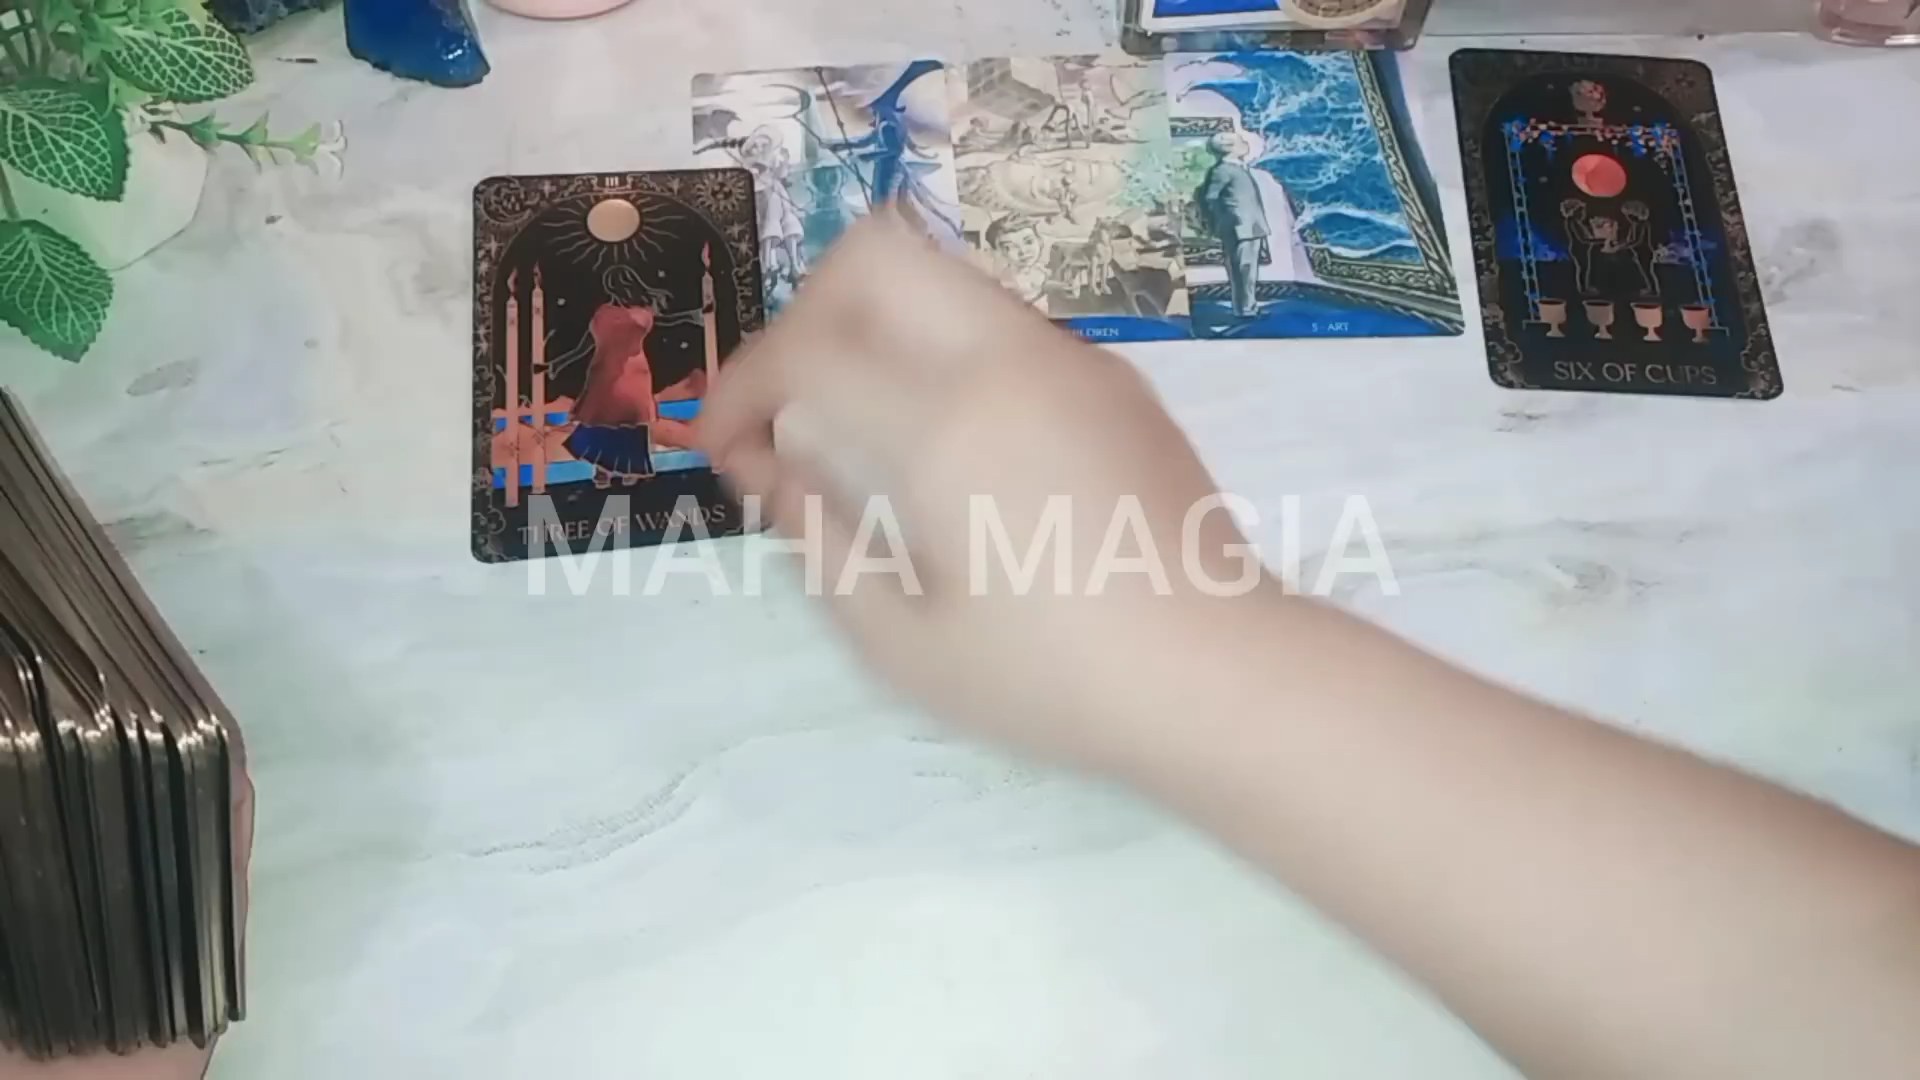 III
THREE OF WANDS
5 - ART
SIX OF CUPS
MAHA MAGIA